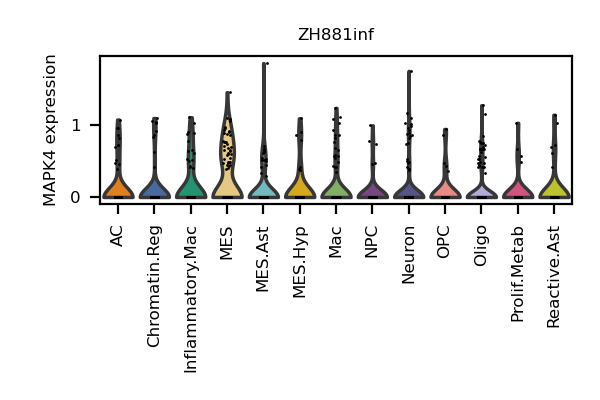 ZH881inf
MAPK4 expression
1
0
AC
Chromatin.Reg
Inflammatory.Mac
MES
MES.Ast
MES.Hyp
Mac
NPC
Neuron
OPC
Oligo
Prolif.Metab
Reactive.Ast